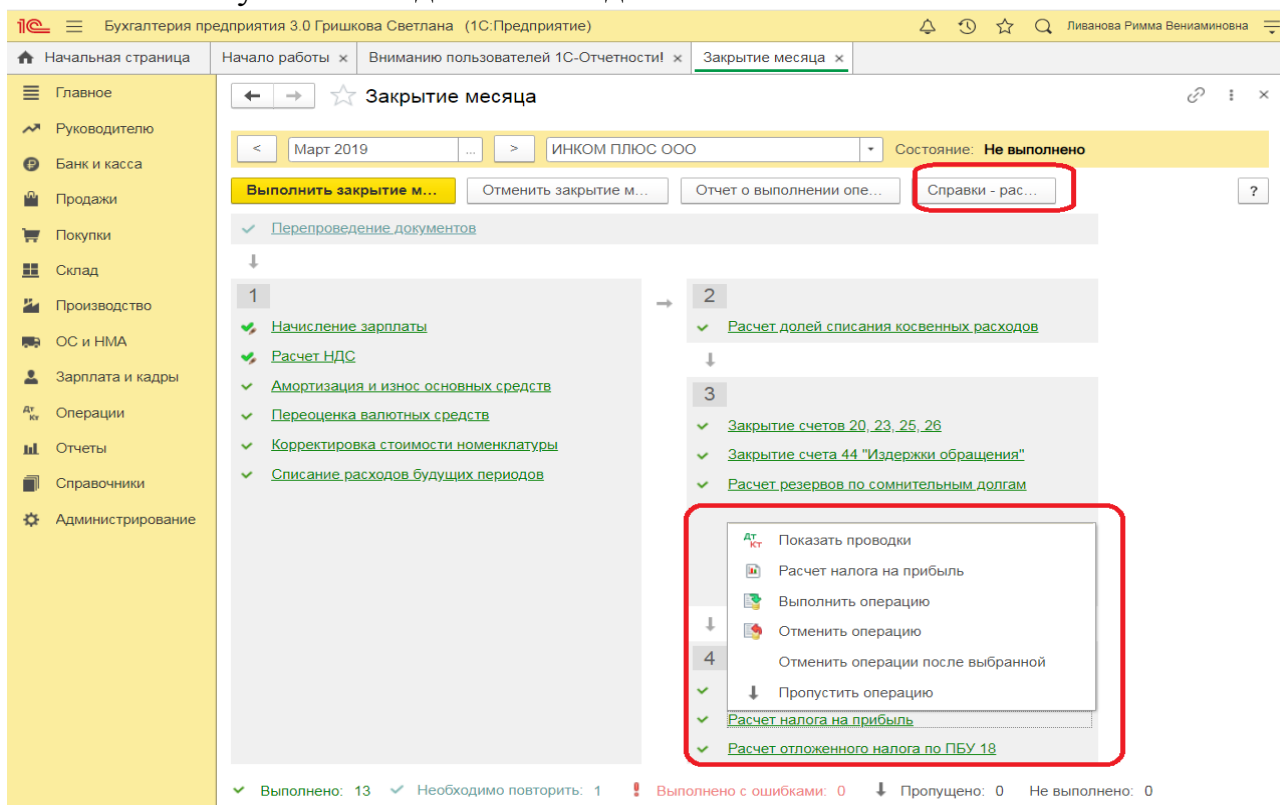 1С Бухгалтерия предприятия 3.0 Гришкова Светлана (1С:Предприятие) Ливанова Римма Вениаминовна
Начальная страница Начало работы × Вниманию пользователей 1С-Отчетности! × Закрытие месяца ×
Главное
Руководителю
Банк и касса
Продажи
Покупки
Склад
Производство
ОС и НМА
Зарплата и кадры
Операции
Отчеты
Справочники
Администрирование
Закрытие месяца
< Март 2019 ... > ИНКОМ ПЛЮС ООО Состояние: Не выполнено
Выполнить закрытие м... Отменить закрытие м... Отчет о выполнении опе... Справки - рас... ?
Перепроведение документов
1
Начисление зарплаты
Расчет НДС
Амортизация и износ основных средств
Переоценка валютных средств
Корректировка стоимости номенклатуры
Списание расходов будущих периодов
2
Расчет долей списания косвенных расходов
3
Закрытие счетов 20, 23, 25, 26
Закрытие счета 44 "Издержки обращения"
Расчет резервов по сомнительным долгам
Дт Кт Показать проводки
Расчет налога на прибыль
Выполнить операцию
Отменить операцию
Отменить операции после выбранной
Пропустить операцию
4
Расчет налога на прибыль
Расчет отложенного налога по ПБУ 18
Выполнено: 13 Необходимо повторить: 1 Выполнено с ошибками: 0 Пропущено: 0 Не выполнено: 0